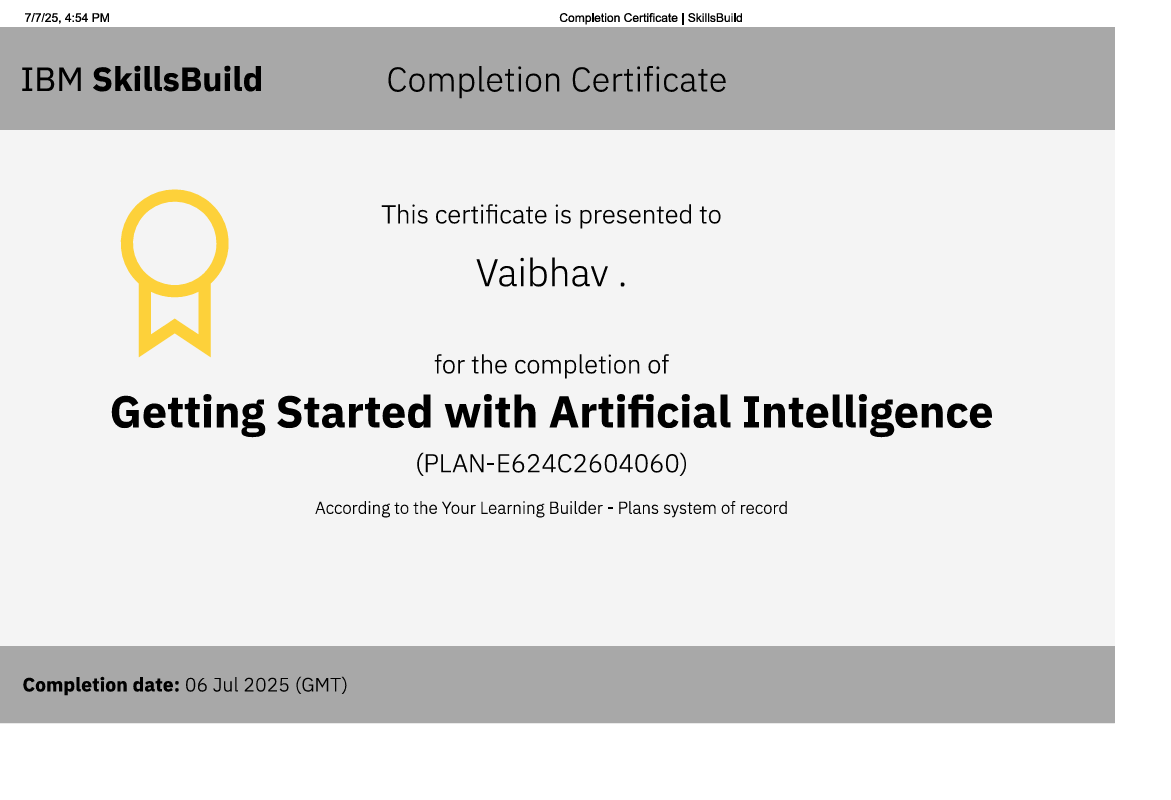 7/7/25, 4:54 PM Completion Certificate | SkillsBuild
IBM SkillsBuild Completion Certificate
This certificate is presented to
Vaibhav .
for the completion of
Getting Started with Artificial Intelligence
(PLAN-E624C2604060)
According to the Your Learning Builder - Plans system of record
Completion date: 06 Jul 2025 (GMT)